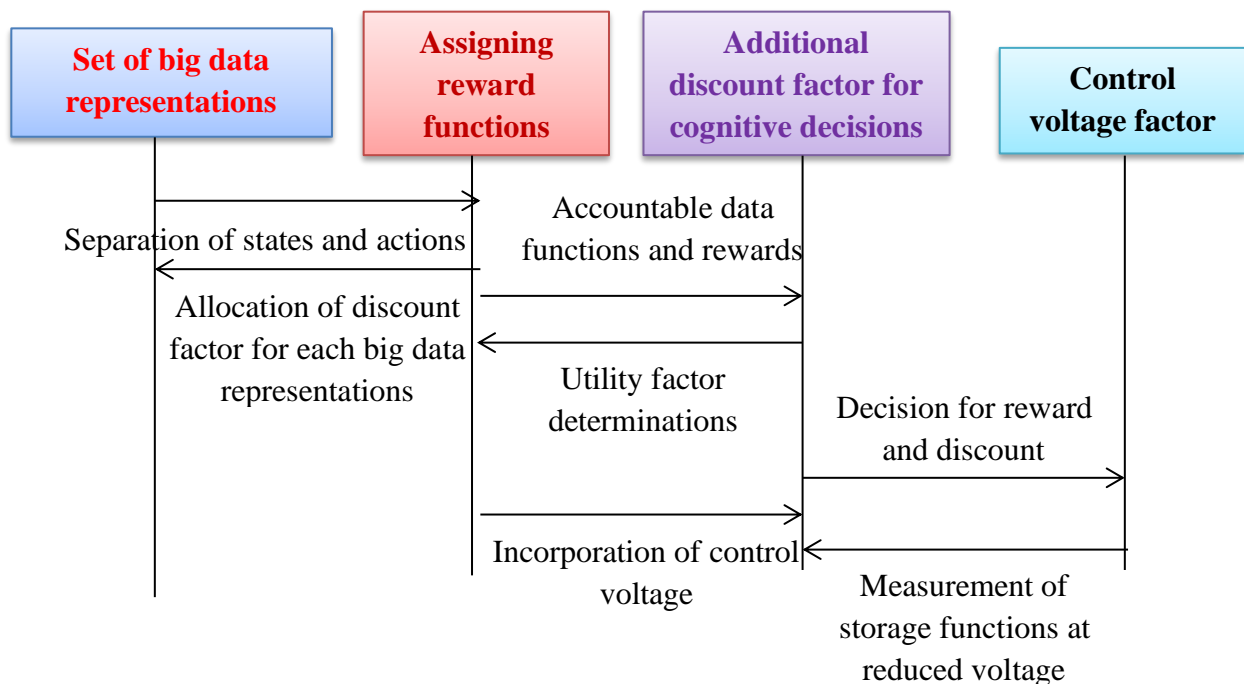 Set of big data
representations
Assigning
reward
functions
Additional
discount factor for
cognitive decisions
Control
voltage factor
Separation of states and actions
Accountable data
functions and rewards
Allocation of discount
factor for each big data
representations
Utility factor
determinations
Decision for reward
and discount
Incorporation of control
voltage
Measurement of
storage functions at
reduced voltage